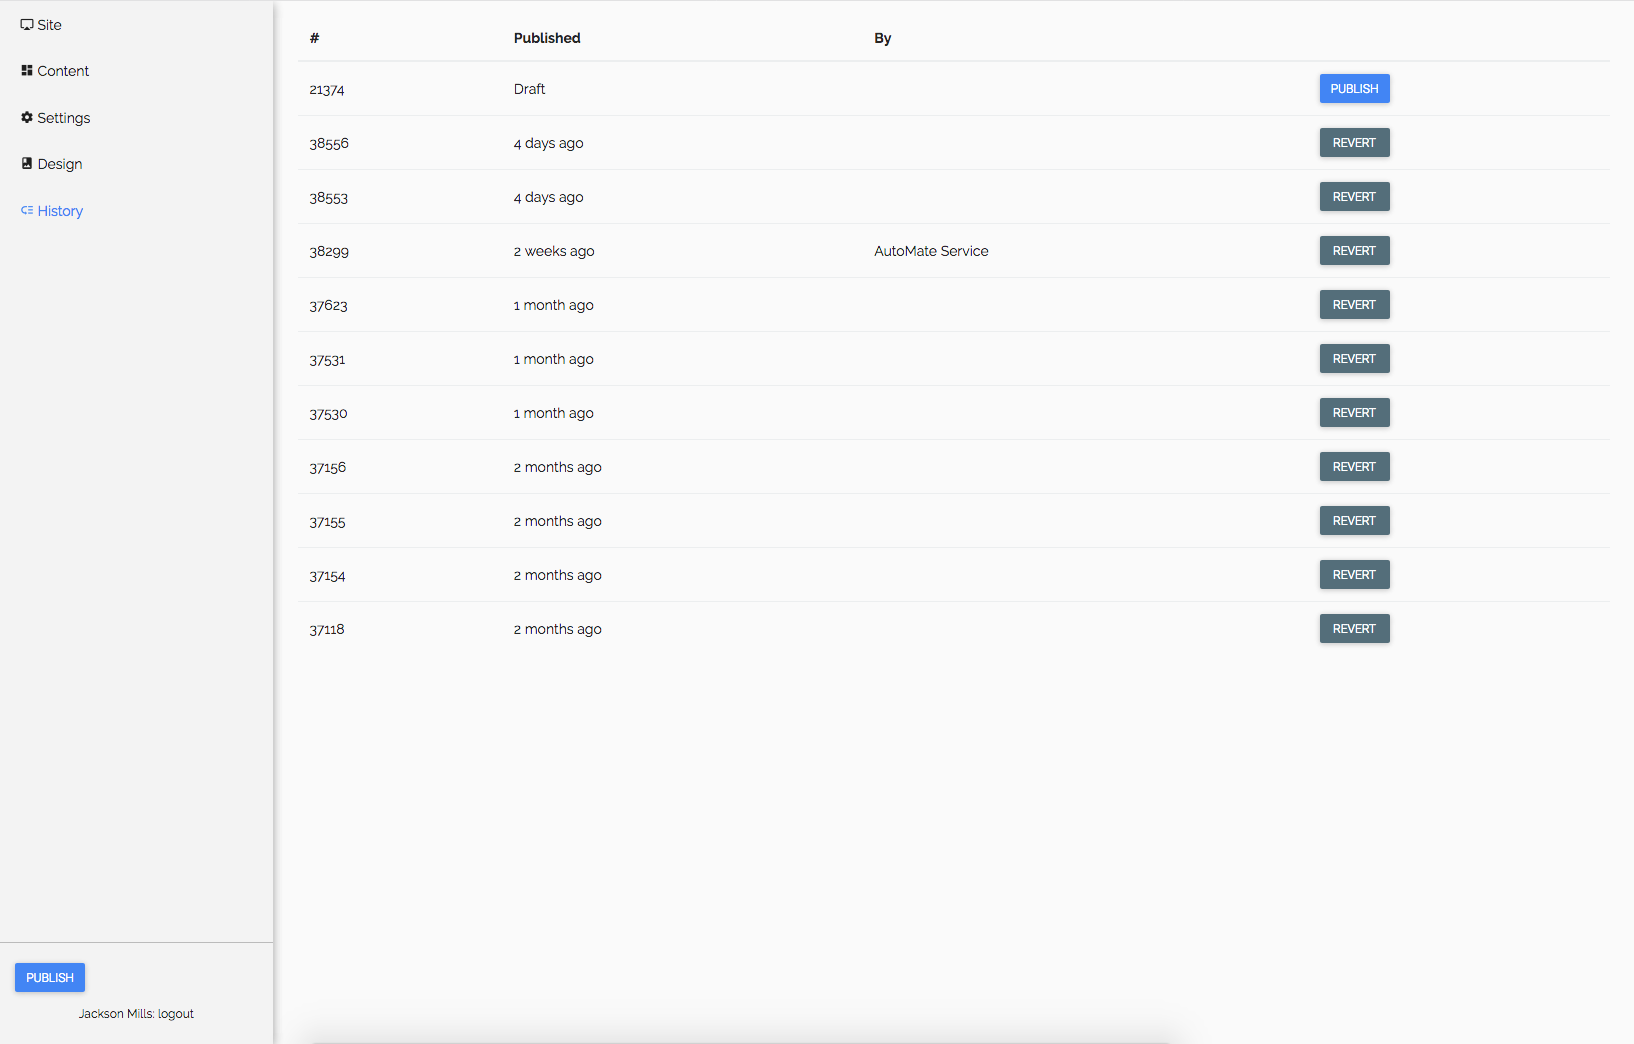 Site
Content
Settings
Design
History
PUBLISH
Jackson Mills: logout
# Published By
21374 Draft PUBLISH
38556 4 days ago REVERT
38553 4 days ago REVERT
38299 2 weeks ago AutoMate Service REVERT
37623 1 month ago REVERT
37531 1 month ago REVERT
37530 1 month ago REVERT
37156 2 months ago REVERT
37155 2 months ago REVERT
37154 2 months ago REVERT
37118 2 months ago REVERT